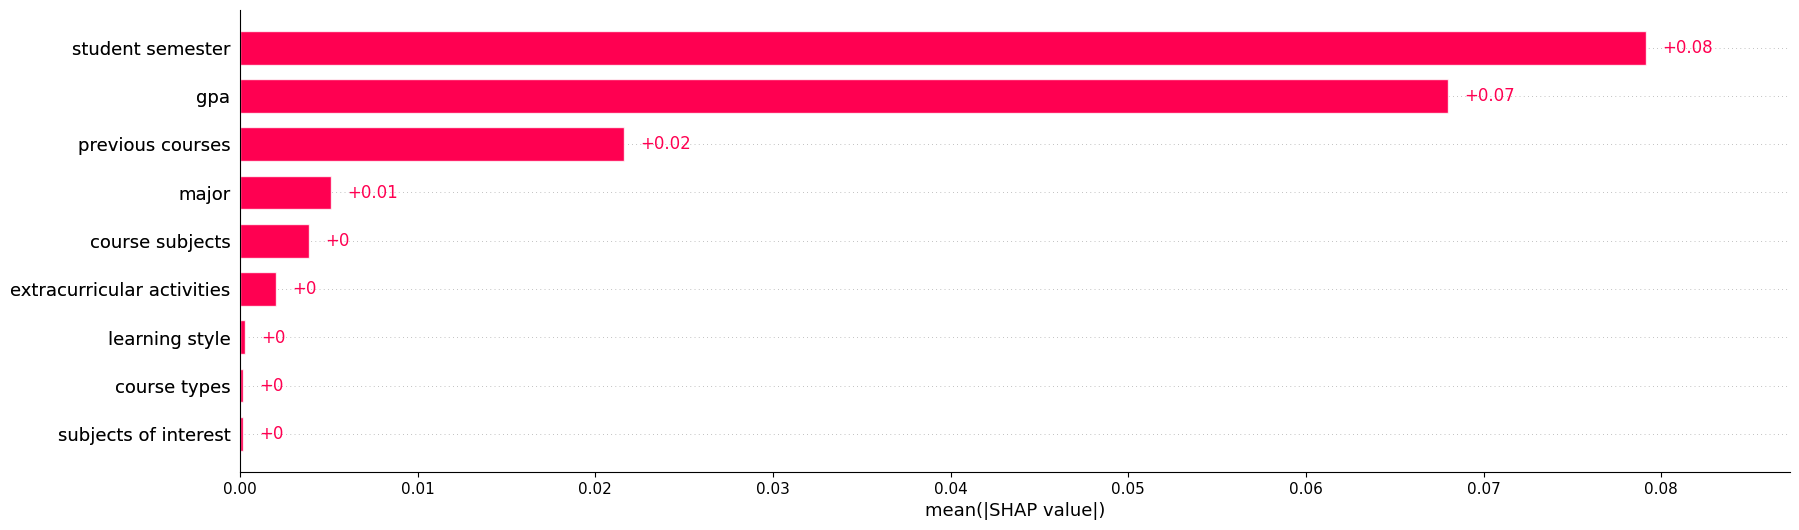 student semester +0.08
gpa +0.07
previous courses +0.02
major +0.01
course subjects +0
extracurricular activities +0
learning style +0
course types +0
subjects of interest +0
0.00 0.01 0.02 0.03 0.04 0.05 0.06 0.07 0.08
mean(|SHAP value|)